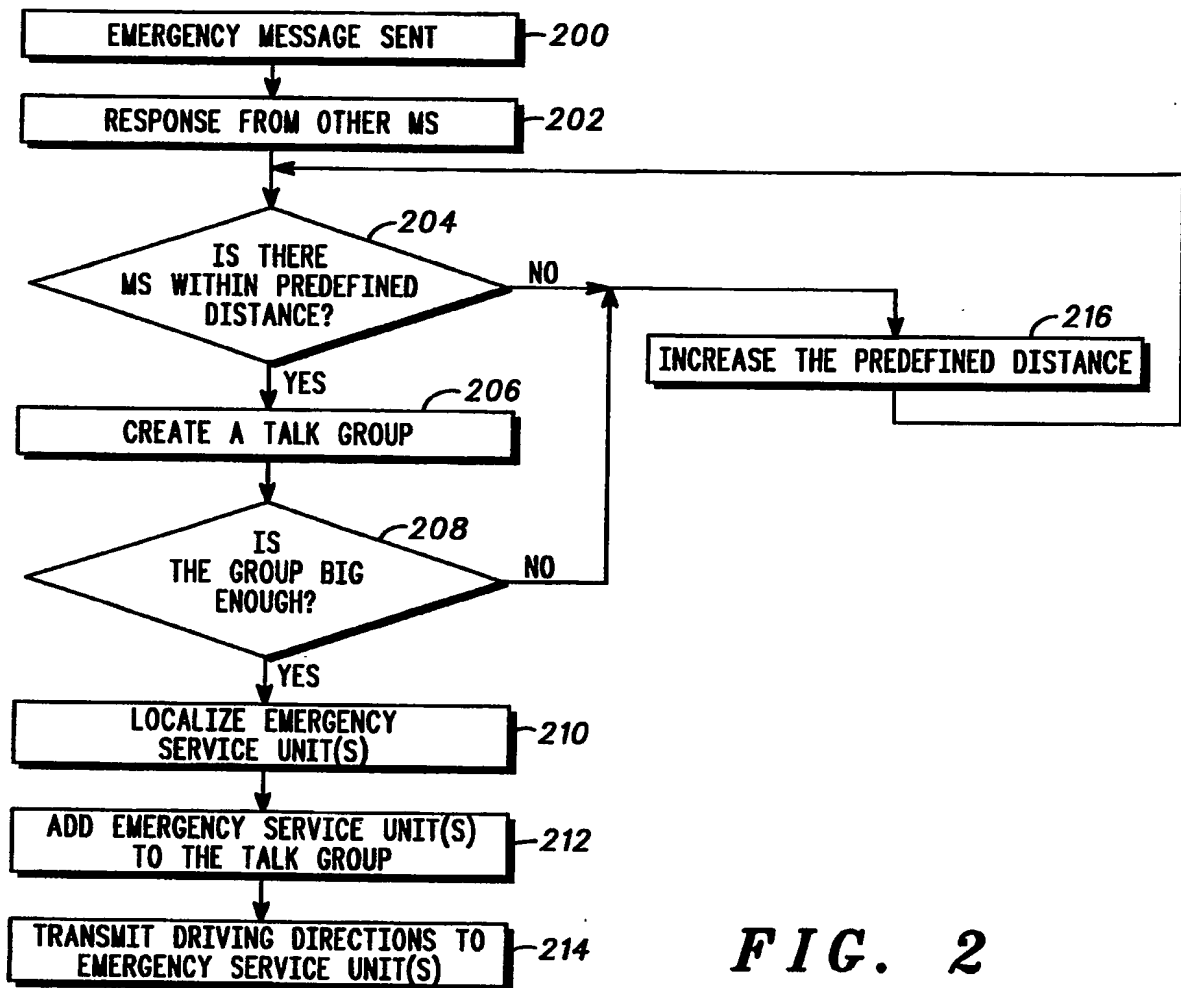 EMERGENCY MESSAGE SENT
200
RESPONSE FROM OTHER MS
202
204
IS THERE
MS WITHIN PREDEFINED
DISTANCE?
NO
216
INCREASE THE PREDEFINED DISTANCE
YES
206
CREATE A TALK GROUP
208
IS
THE GROUP BIG
ENOUGH?
NO
YES
LOCALIZE EMERGENCY
SERVICE UNIT(S)
210
ADD EMERGENCY SERVICE UNIT(S)
TO THE TALK GROUP
212
TRANSMIT DRIVING DIRECTIONS TO
EMERGENCY SERVICE UNIT(S)
214
FIG. 2